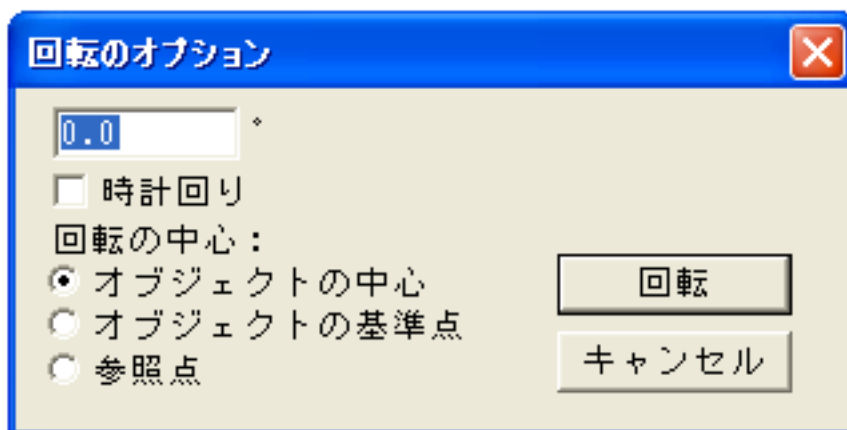 回転のオプション
0.0 °
時計回り
回転の中心：
オブジェクトの中心
オブジェクトの基準点
参照点
回転
キャンセル